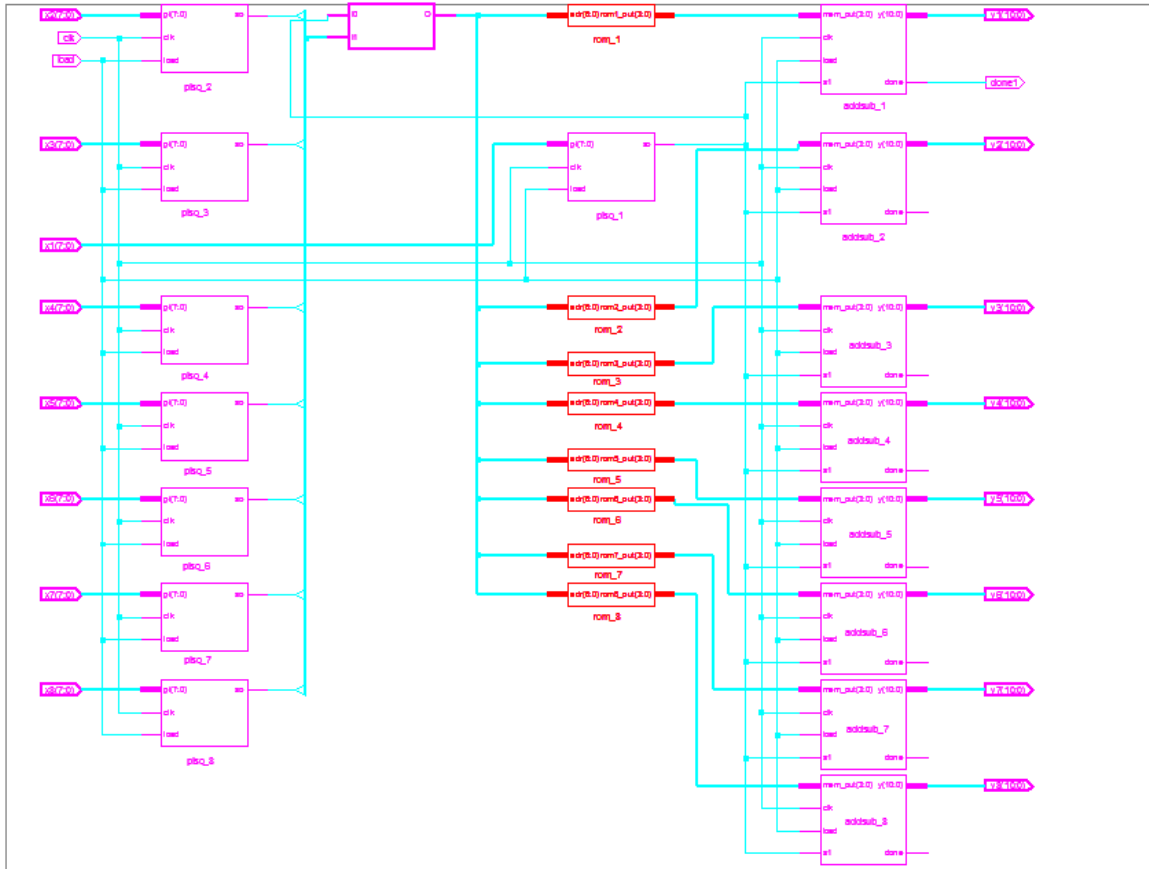 x2(7:0) pi(7:0) so I0 O adr(6:0) rom1_out(3:0) mem_out(3:0) y(10:0) y1(10:0)
clk clk I1 rom_1 clk
load load load
piso_2 s1 done done1
addsub_1
x3(7:0) pi(7:0) so pi(7:0) so mem_out(3:0) y(10:0) y2(10:0)
clk clk clk
load load load
piso_3 piso_1 s1 done
addsub_2
x1(7:0)
x4(7:0) pi(7:0) so adr(6:0) rom2_out(3:0) mem_out(3:0) y(10:0) y3(10:0)
clk rom_2 clk
load addsub_3
load
piso_4 adr(6:0) rom3_out(3:0) s1 done
rom_3
x5(7:0) pi(7:0) so adr(6:0) rom4_out(3:0) mem_out(3:0) y(10:0) y4(10:0)
clk rom_4 clk
addsub_4
load load
piso_5 adr(6:0) rom5_out(3:0) s1 done
rom_5
x6(7:0) pi(7:0) so adr(6:0) rom6_out(3:0) mem_out(3:0) y(10:0) y5(10:0)
clk rom_6 clk
addsub_5
load load
piso_6 adr(6:0) rom7_out(3:0) s1 done
rom_7
x7(7:0) pi(7:0) so adr(6:0) rom8_out(3:0) mem_out(3:0) y(10:0) y6(10:0)
clk rom_8 clk
addsub_6
load load
piso_7 s1 done
x8(7:0) pi(7:0) so mem_out(3:0) y(10:0) y7(10:0)
clk clk
addsub_7
load load
piso_8 s1 done
mem_out(3:0) y(10:0) y8(10:0)
clk
addsub_8
load
s1 done